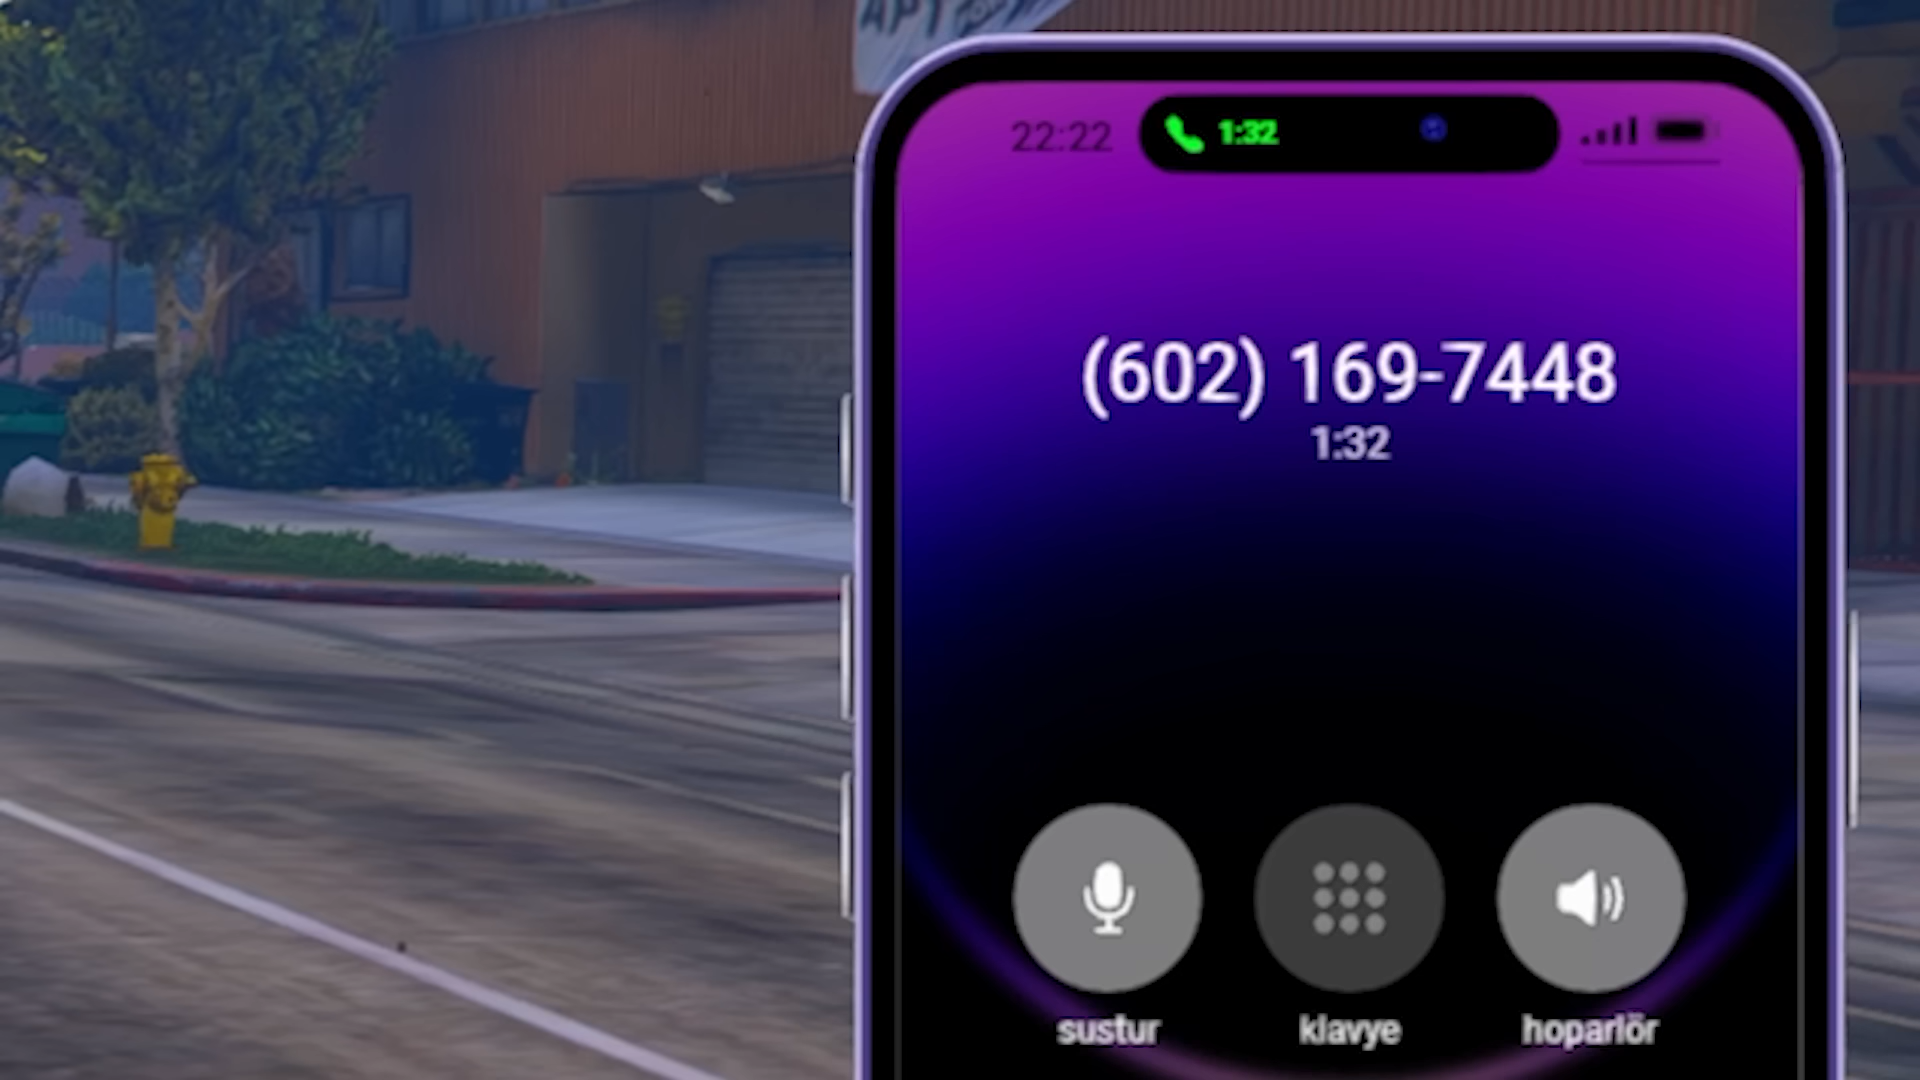 22:22
1:32
(602) 169-7448
1:32
sustur
klavye
hoparlör